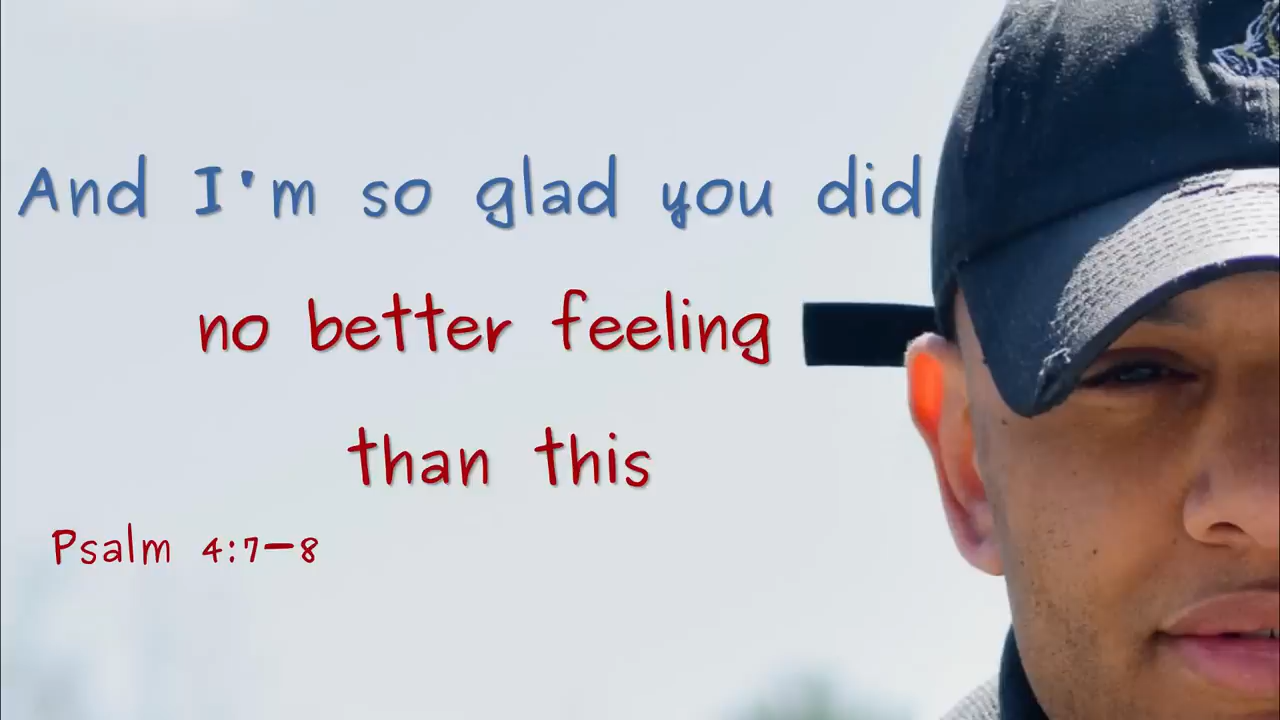 And I'm so glad you did
no better feeling
than this
Psalm 4:7-8